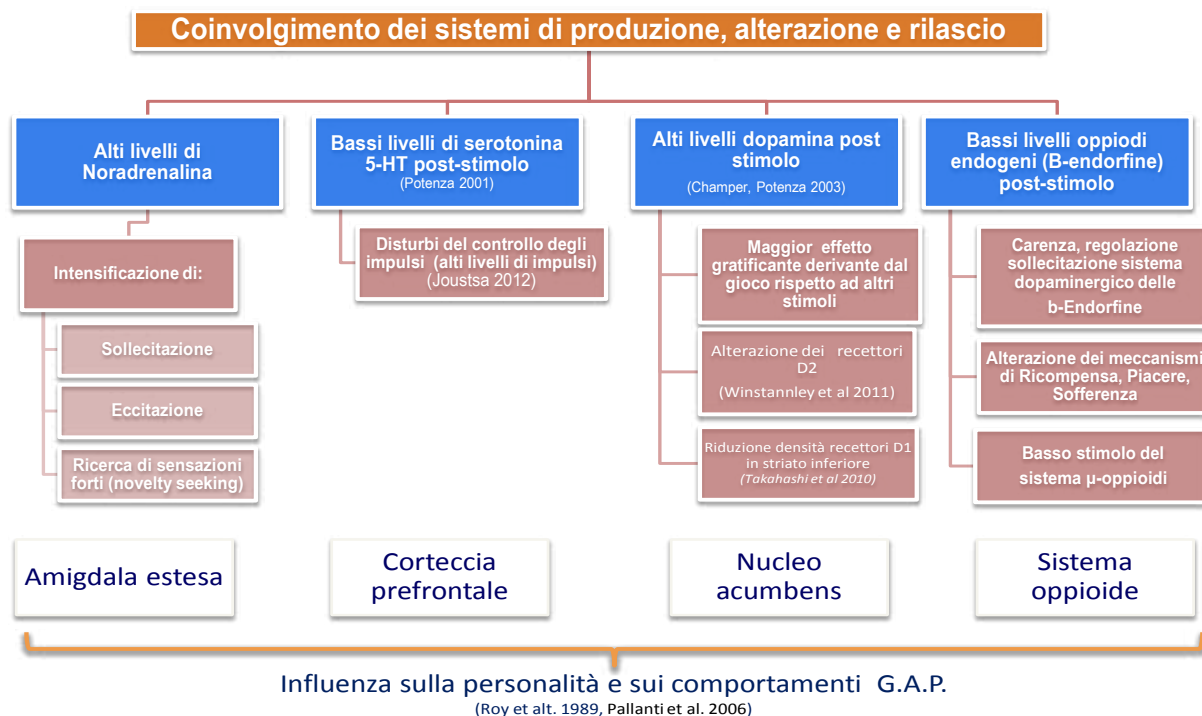 Coinvolgimento dei sistemi di produzione, alterazione e rilascio
Alti livelli di
Noradrenalina
Intensificazione di:
Sollecitazione
Eccitazione
Ricerca di sensazioni
forti (novelty seeking)
Bassi livelli di serotonina
5-HT post-stimolo
(Potenza 2001)
Disturbi del controllo degli
impulsi (alti livelli di impulsi)
(Joustsa 2012)
Alti livelli dopamina post
stimolo
(Champer, Potenza 2003)
Maggior effetto
gratificante derivante dal
gioco rispetto ad altri
stimoli
Alterazione dei recettori
D2
(Winstannley et al 2011)
Riduzione densità recettori D1
in striato inferiore
(Takahashi et al 2010)
Bassi livelli oppiodi
endogeni (B-endorfine)
post-stimolo
Carenza, regolazione
sollecitazione sistema
dopaminergico delle
b-Endorfine
Alterazione dei meccanismi
di Ricompensa, Piacere,
Sofferenza
Basso stimolo del
sistema µ-oppioidi
Amigdala estesa
Corteccia
prefrontale
Nucleo
acumbens
Sistema
oppioide
Influenza sulla personalità e sui comportamenti G.A.P.
(Roy et alt. 1989, Pallanti et al. 2006)